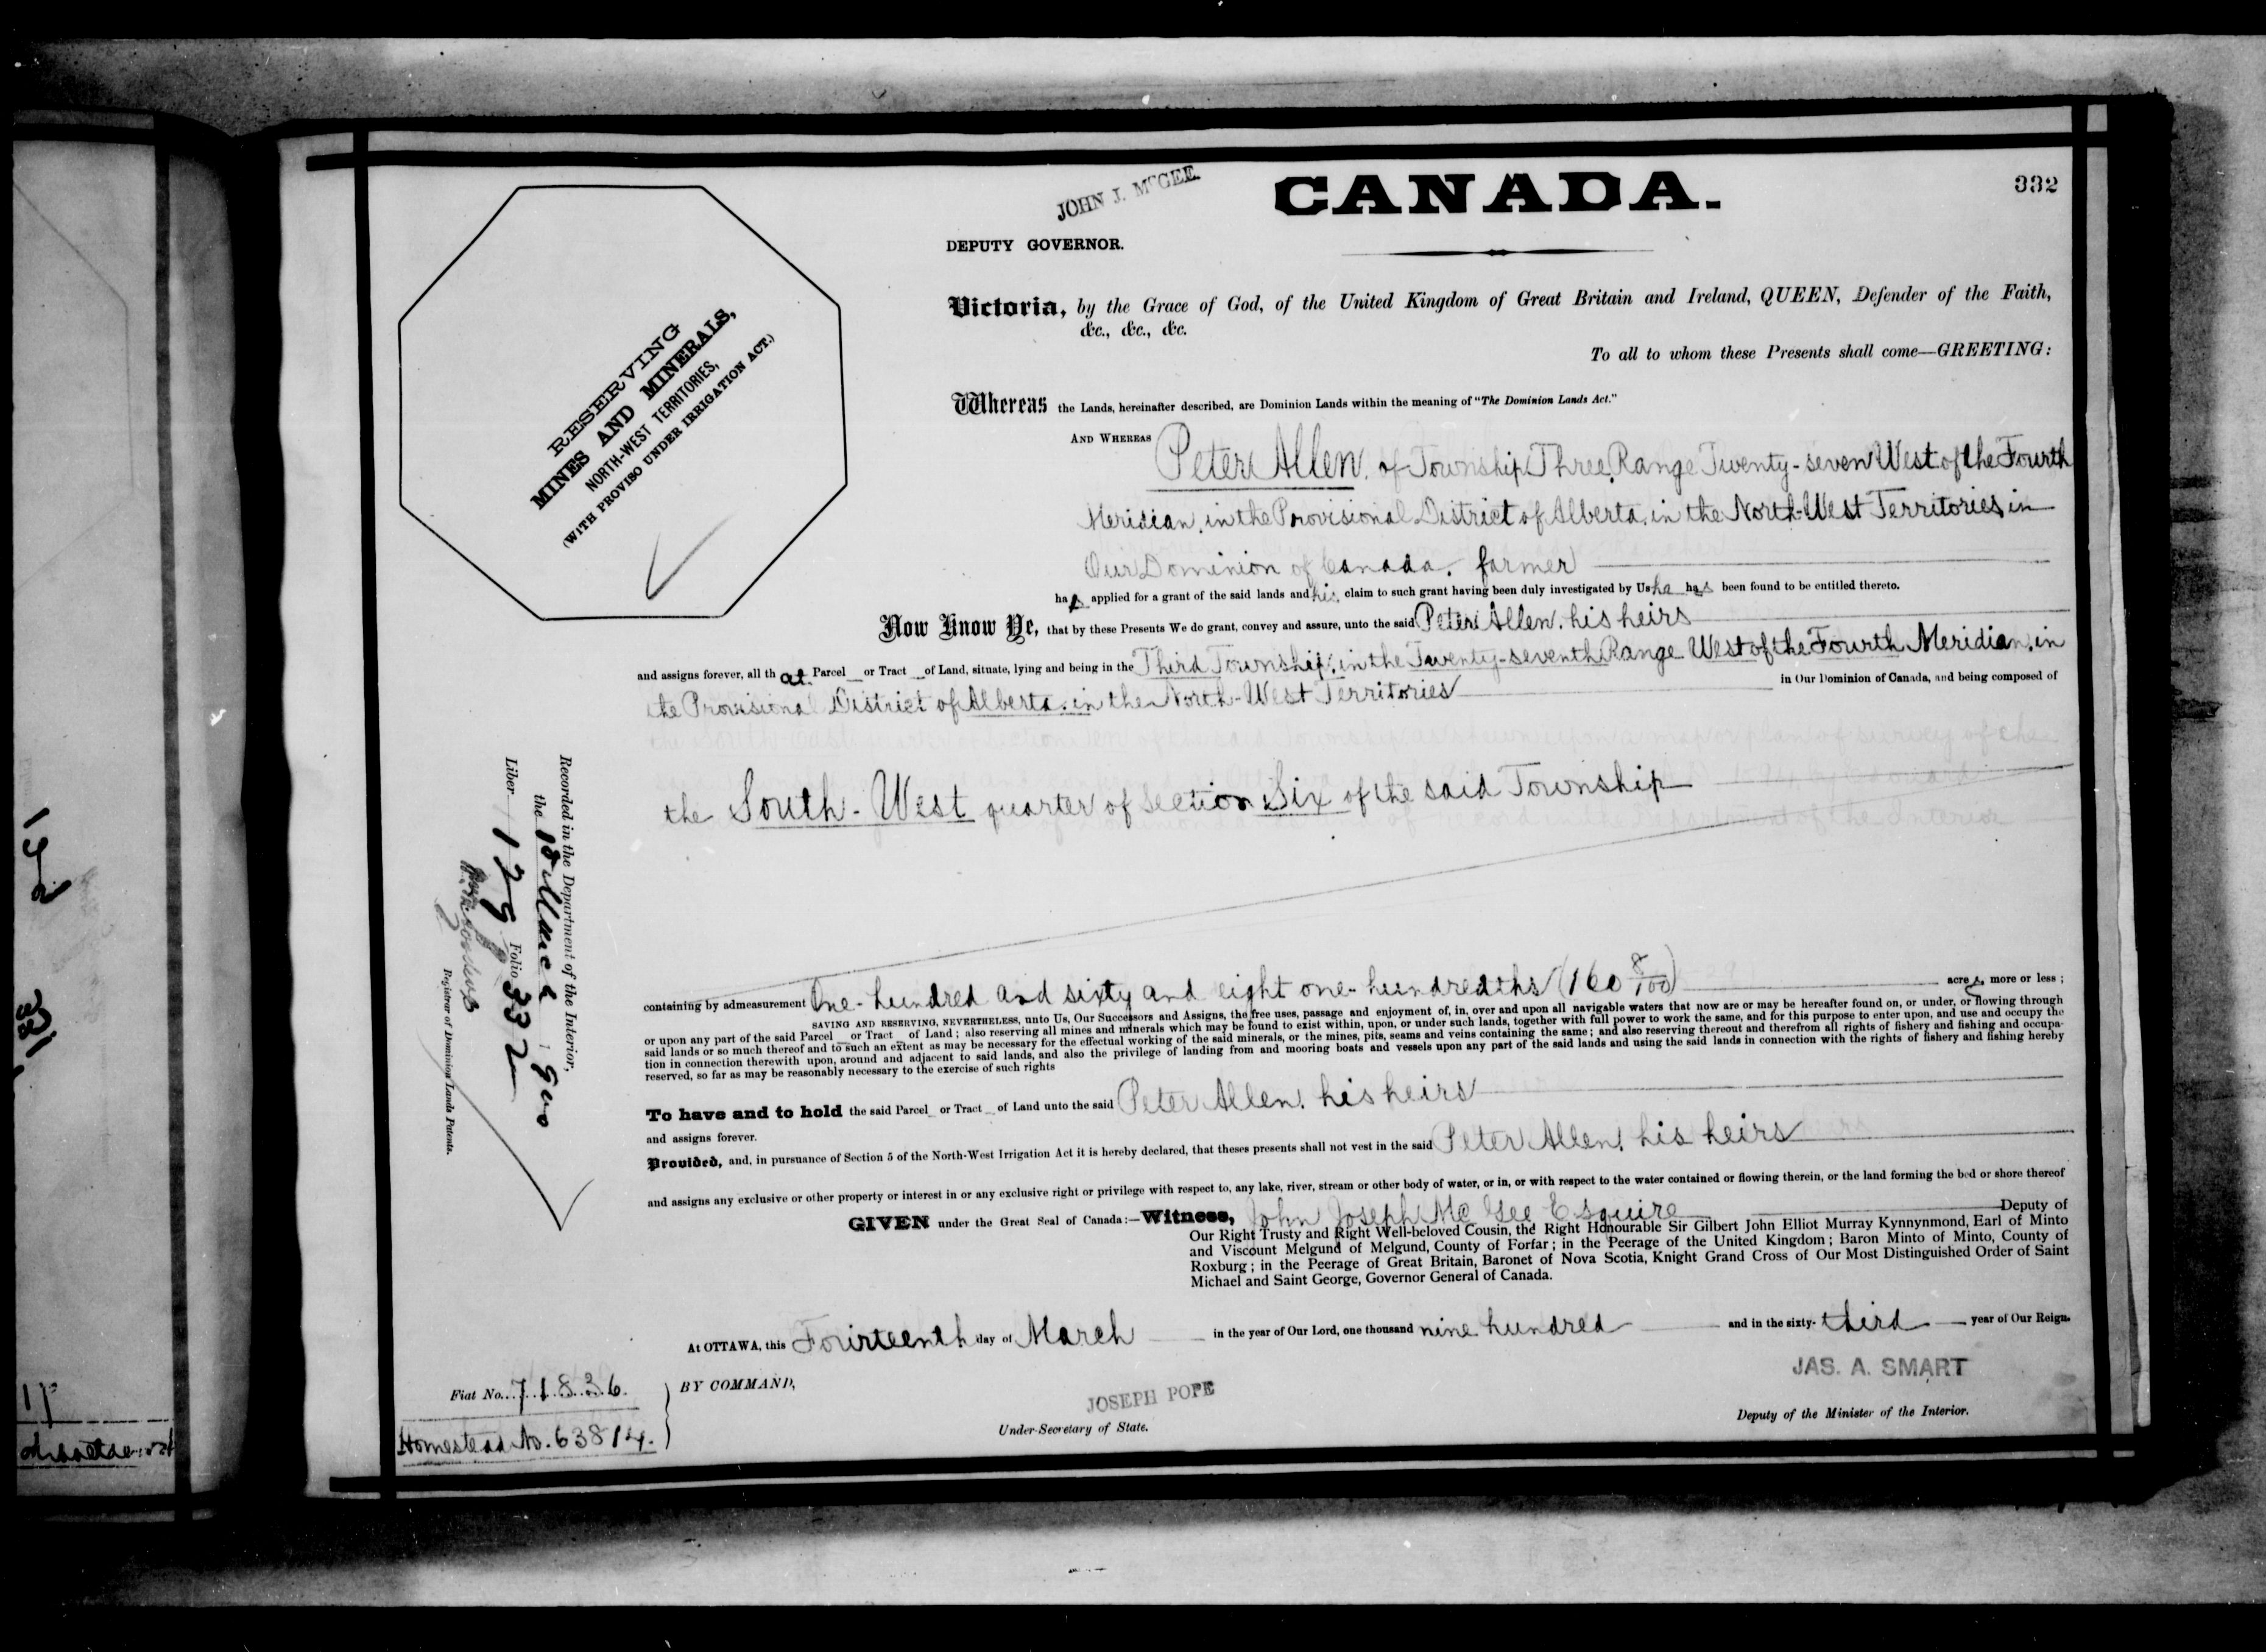 JOHN J. McGEE.
CANADA.
332
DEPUTY GOVERNOR.
Victoria, by the Grace of God, of the United Kingdom of Great Britain and Ireland, QUEEN, Defender of the Faith,
&c., &c., &c.
To all to whom these Presents shall come—GREETING:
RESERVING
MINES AND MINERALS,
NORTH-WEST TERRITORIES,
(WITH PROVISO UNDER IRRIGATION ACT.)
Whereas the Lands, hereinafter described, are Dominion Lands within the meaning of "The Dominion Lands Act."
AND WHEREAS Peter Allen, of Township Three, Range Twenty-seven West of the Fourth
Meridian, in the Provisional District of Alberta, in the North-West Territories in
Our Dominion of Canada, farmer
has applied for a grant of the said lands and his claim to such grant having been duly investigated by Us he has been found to be entitled thereto.
Now Know Ye, that by these Presents We do grant, convey and assure, unto the said Peter Allen, his heirs
and assigns forever, all that Parcel or Tract of Land, situate, lying and being in the Third Township, in the Twenty-seventh Range West of the Fourth Meridian, in
the Provisional District of Alberta, in the North-West Territories in Our Dominion of Canada, and being composed of
the South-West quarter of Section Six of the said Township
Recorded in the Department of the Interior,
the 18 March 1900
Liber 129 Folio 332
Registrar of Dominion Lands Patents.
containing by admeasurement One-hundred and sixty and eight one-hundredths (160 8/100) acres, more or less;
SAVING AND RESERVING, NEVERTHELESS, unto Us, Our Successors and Assigns, the free uses, passage and enjoyment of, in, over and upon all navigable waters that now are or may be hereafter found on, or under, or flowing through
or upon any part of the said Parcel or Tract of Land; also reserving all mines and minerals which may be found to exist within, upon, or under such lands, together with full power to work the same, and for this purpose to enter upon, and use and occupy the
said lands or so much thereof and to such an extent as may be necessary for the effectual working of the said minerals, or the mines, pits, seams and veins containing the same; and also reserving thereout and therefrom all rights of fishery and fishing and occupa-
tion in connection therewith upon, around and adjacent to said lands, and also the privilege of landing from and mooring boats and vessels upon any part of the said lands and using the said lands in connection with the rights of fishery and fishing hereby
reserved, so far as may be reasonably necessary to the exercise of such rights
To have and to hold the said Parcel or Tract of Land unto the said Peter Allen, his heirs
and assigns forever.
Provided, and, in pursuance of Section 5 of the North-West Irrigation Act it is hereby declared, that theses presents shall not vest in the said Peter Allen, his heirs
and assigns any exclusive or other property or interest in or any exclusive right or privilege with respect to, any lake, river, stream or other body of water, or in, or with respect to the water contained or flowing therein, or the land forming the bed or shore thereof
GIVEN under the Great Seal of Canada:—Witness, John Joseph Mc Gee Esquire Deputy of
Our Right Trusty and Right Well-beloved Cousin, the Right Honourable Sir Gilbert John Elliot Murray Kynnynmond, Earl of Minto
and Viscount Melgund of Melgund, County of Forfar; in the Peerage of the United Kingdom; Baron Minto of Minto, County of
Roxburg; in the Peerage of Great Britain, Baronet of Nova Scotia, Knight Grand Cross of Our Most Distinguished Order of Saint
Michael and Saint George, Governor General of Canada.
At OTTAWA, this Fourteenth day of March in the year of Our Lord, one thousand nine hundred and in the sixty-third year of Our Reign.
JAS. A. SMART
Deputy of the Minister of the Interior.
BY COMMAND,
JOSEPH POPE
Under-Secretary of State.
Fiat No. 71836.
Homestead No. 63814.